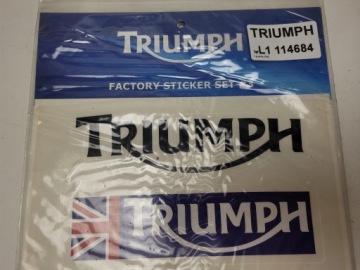 TRIUMPH
TRIUMPH
L1 114684
FACTORY STICKER SET
TRIUMPH
TRIUMPH